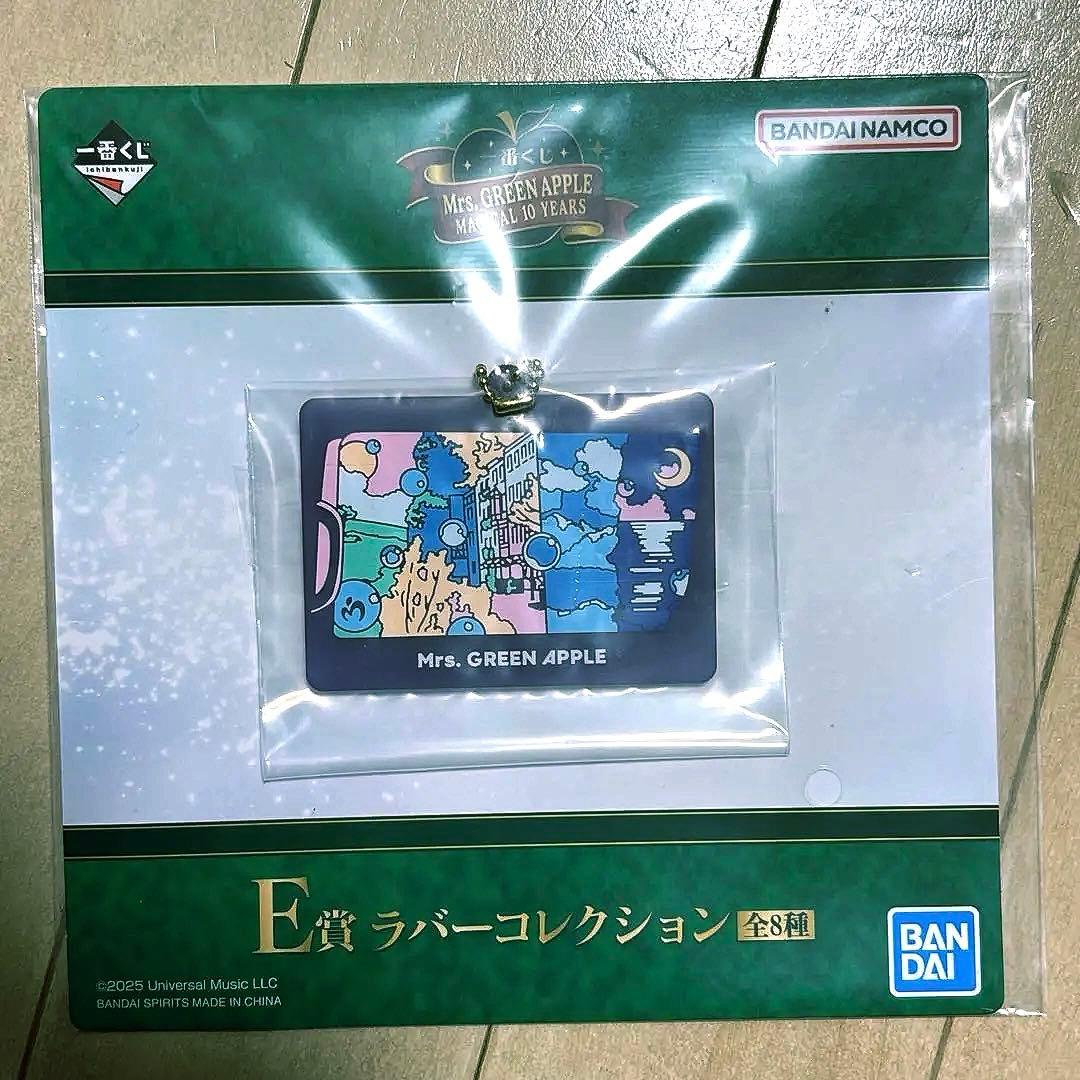 一番くじ
ichibankuji
一番くじ
Mrs. GREEN APPLE
MAGICAL 10 YEARS
BANDAI NAMCO
Mrs. GREEN APPLE
E賞 ラバーコレクション 全8種
©2025 Universal Music LLC
BANDAI SPIRITS MADE IN CHINA
BAN
DAI